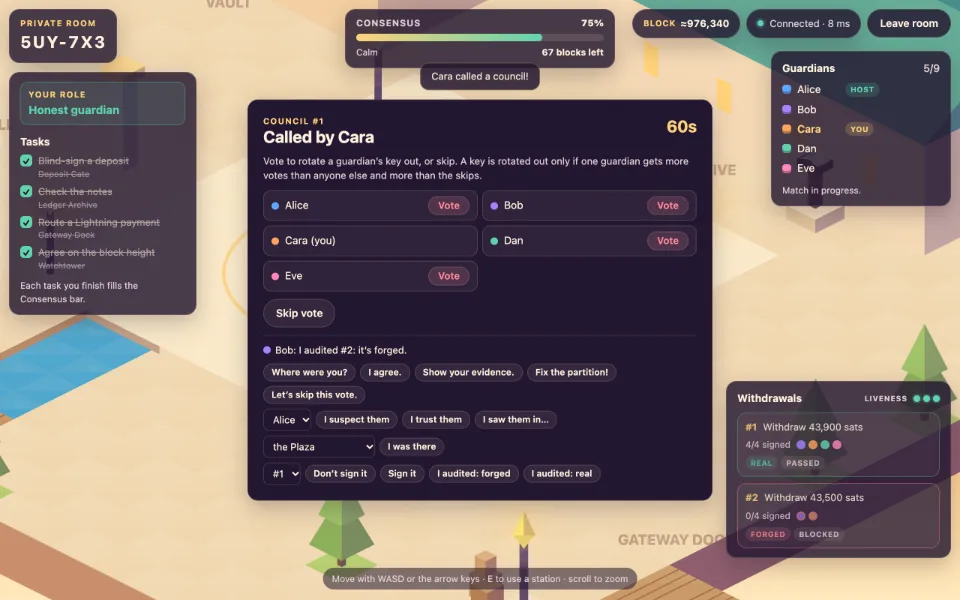 VAULT
PRIVATE ROOM
5UY-7X3
CONSENSUS 75%
Calm 67 blocks left
BLOCK ≈976,340
Connected · 8 ms
Leave room
Cara called a council!
YOUR ROLE
Honest guardian
Tasks
Blind-sign a deposit
Deposit Gate
Check the notes
Ledger Archive
Route a Lightning payment
Gateway Dock
Agree on the block height
Watchtower
Each task you finish fills the
Consensus bar.
COUNCIL #1
Called by Cara
60s
Vote to rotate a guardian's key out, or skip. A key is rotated out only if one guardian gets more
votes than anyone else and more than the skips.
Alice Vote
Bob Vote
Cara (you)
Dan Vote
Eve Vote
Skip vote
Bob: I audited #2: it's forged.
Where were you? I agree. Show your evidence. Fix the partition!
Let's skip this vote.
Alice I suspect them I trust them I saw them in...
the Plaza I was there
#1 Don't sign it Sign it I audited: forged I audited: real
Guardians 5/9
Alice HOST
Bob
Cara YOU
Dan
Eve
Match in progress.
Withdrawals LIVENESS
#1 Withdraw 43,900 sats
4/4 signed
REAL PASSED
#2 Withdraw 43,500 sats
0/4 signed
FORGED BLOCKED
Move with WASD or the arrow keys · E to use a station · scroll to zoom